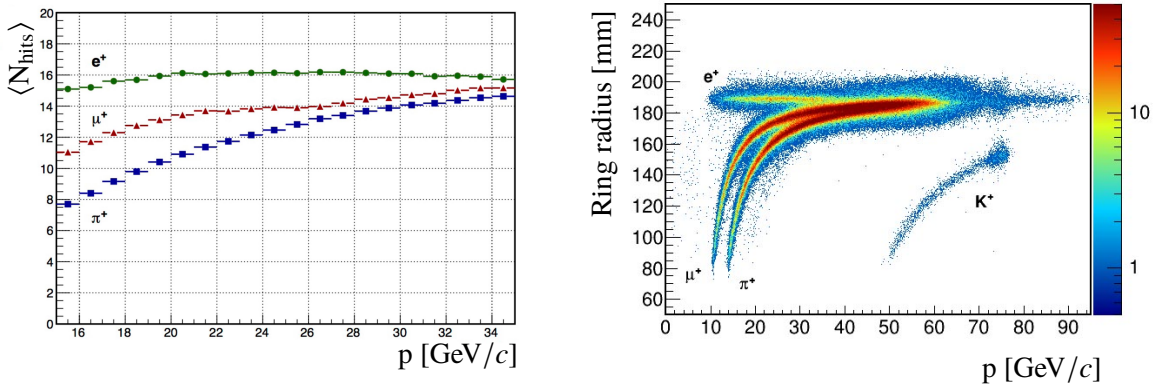 ⟨N_hits⟩
20
18
16
14
12
10
8
6
4
2
0
e⁺
μ⁺
π⁺
16 18 20 22 24 26 28 30 32 34
p [GeV/c]
Ring radius [mm]
240
220
200
180
160
140
120
100
80
60
e⁺
K⁺
μ⁺
π⁺
0 10 20 30 40 50 60 70 80 90
p [GeV/c]
10
1